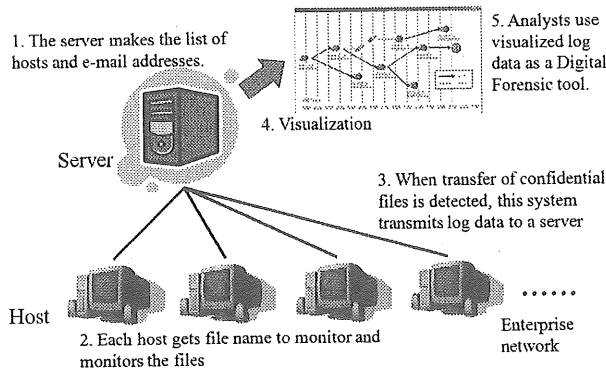 1. The server makes the list of
hosts and e-mail addresses.
5. Analysts use
visualized log
data as a Digital
Forensic tool.
4. Visualization
Server
3. When transfer of confidential
files is detected, this system
transmits log data to a server
Host
2. Each host gets file name to monitor and
monitors the files
......
Enterprise
network